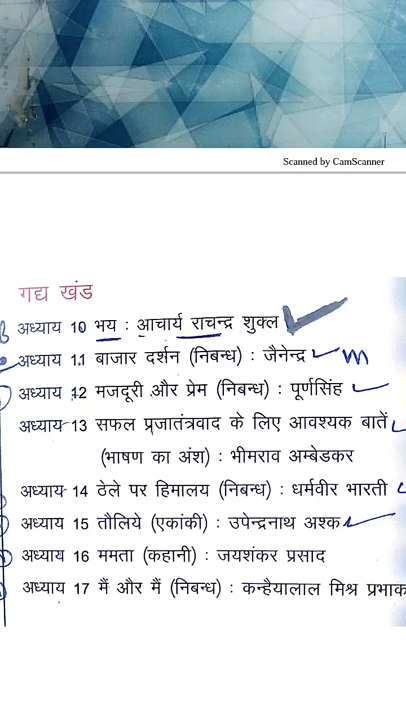 Scanned by CamScanner
गद्य खंड
अध्याय 10 भय : आचार्य राचन्द्र शुक्ल
अध्याय 11 बाजार दर्शन (निबन्ध) : जैनेन्द्र
अध्याय 12 मजदूरी और प्रेम (निबन्ध) : पूर्णसिंह
अध्याय 13 सफल प्रजातंत्रवाद के लिए आवश्यक बातें
(भाषण का अंश) : भीमराव अम्बेडकर
अध्याय 14 ठेले पर हिमालय (निबन्ध) : धर्मवीर भारती
अध्याय 15 तौलिये (एकांकी) : उपेन्द्रनाथ अश्क
अध्याय 16 ममता (कहानी) : जयशंकर प्रसाद
अध्याय 17 मैं और मैं (निबन्ध) : कन्हैयालाल मिश्र प्रभाक